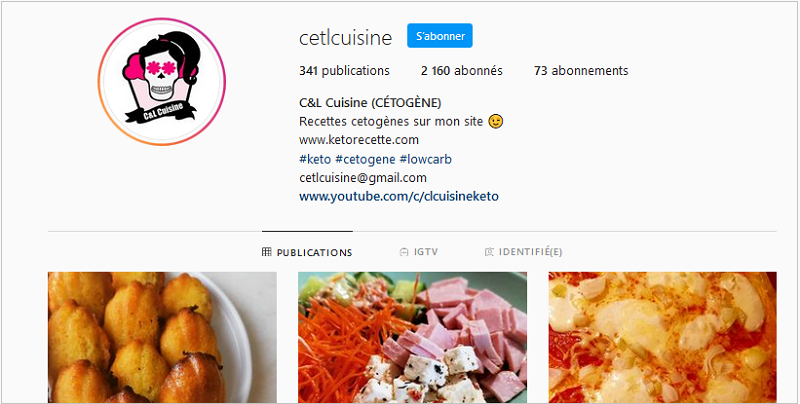 cetlcuisine S'abonner
341 publications 2 160 abonnés 73 abonnements
C&L Cuisine
C&L Cuisine (CÉTOGÈNE)
Recettes cetogènes sur mon site 😉
www.ketorecette.com
#keto #cetogene #lowcarb
cetlcuisine@gmail.com
www.youtube.com/c/clcuisineketo
PUBLICATIONS IGTV IDENTIFIÉ(E)